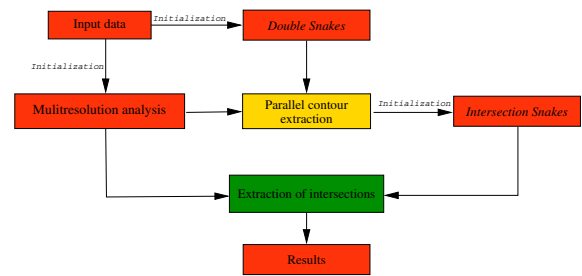 Input data
Initialization
Double Snakes
Initialization
Mulitresolution analysis
Parallel contour
extraction
Initialization
Intersection Snakes
Extraction of intersections
Results